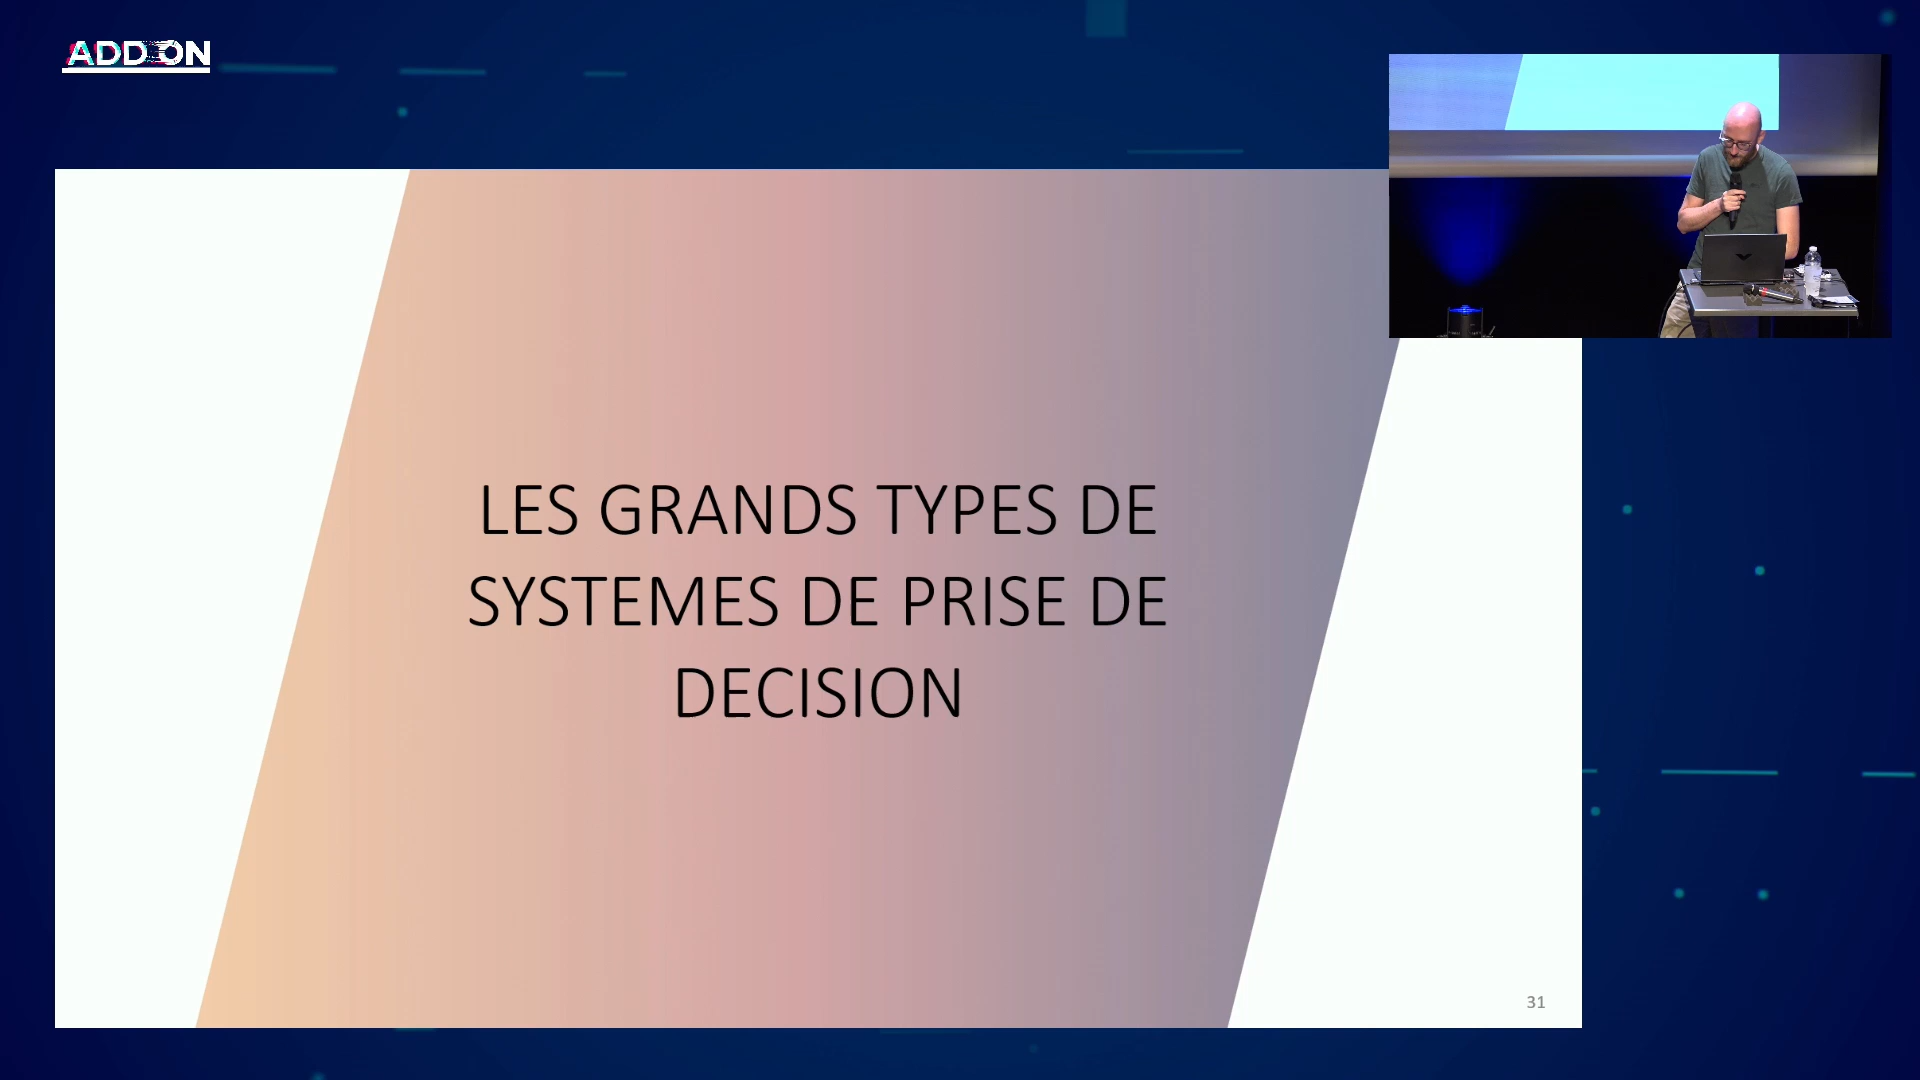 ADD ON
LES GRANDS TYPES DE
SYSTEMES DE PRISE DE
DECISION
31